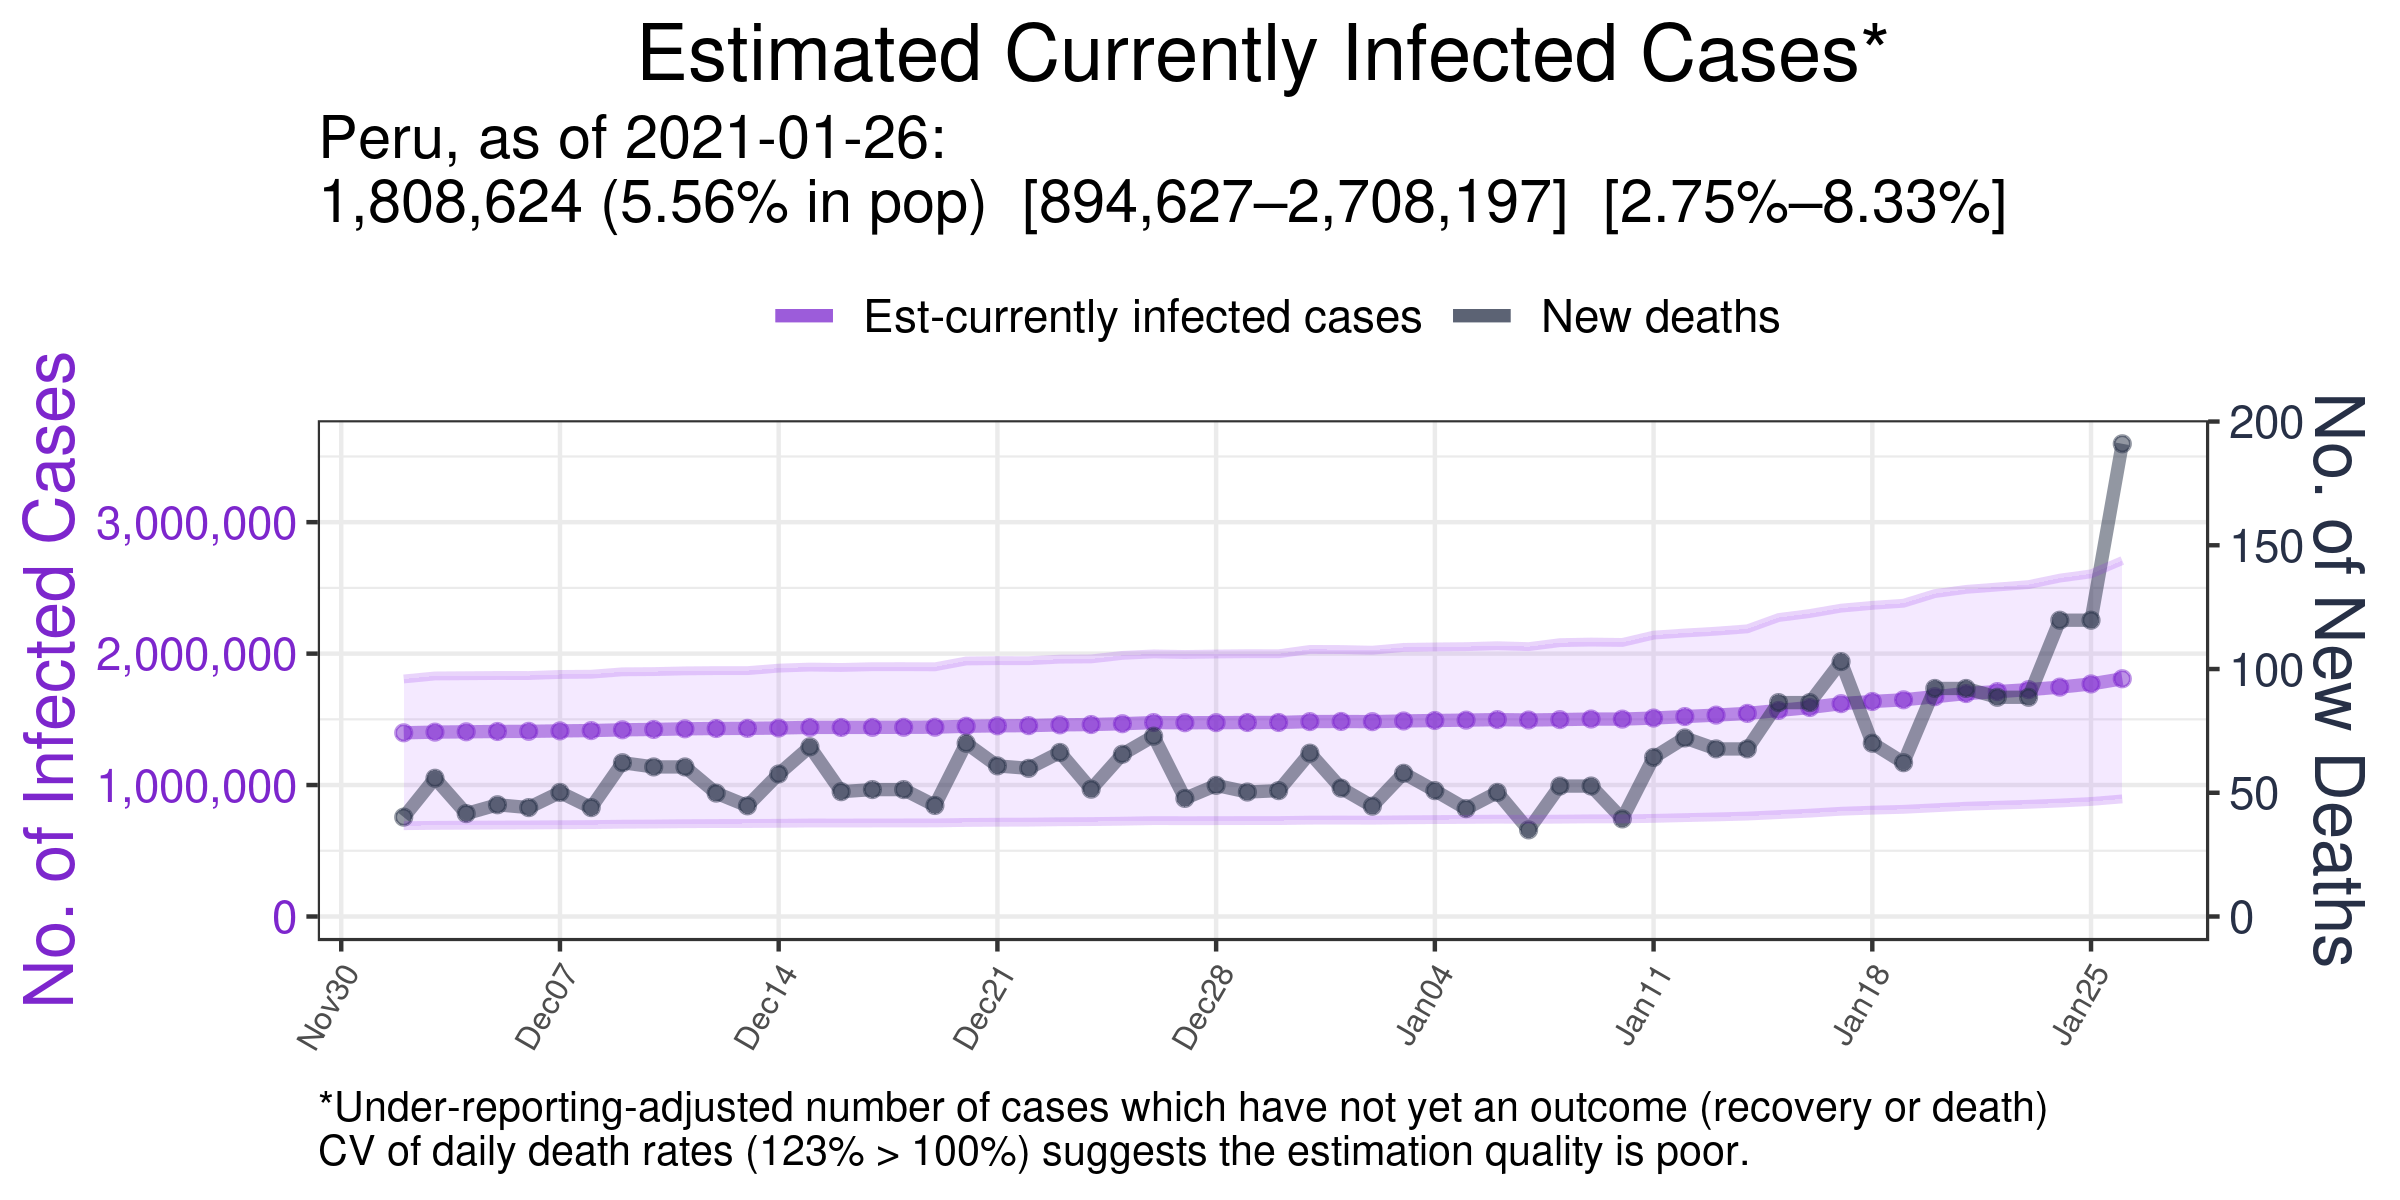 Estimated Currently Infected Cases*
Peru, as of 2021-01-26:
1,808,624 (5.56% in pop)  [894,627–2,708,197]  [2.75%–8.33%]
Est-currently infected cases
New deaths
No. of Infected Cases
3,000,000
2,000,000
1,000,000
0
200
150
100
50
0
No. of New Deaths
Nov30
Dec07
Dec14
Dec21
Dec28
Jan04
Jan11
Jan18
Jan25
*Under-reporting-adjusted number of cases which have not yet an outcome (recovery or death)
CV of daily death rates (123% > 100%) suggests the estimation quality is poor.